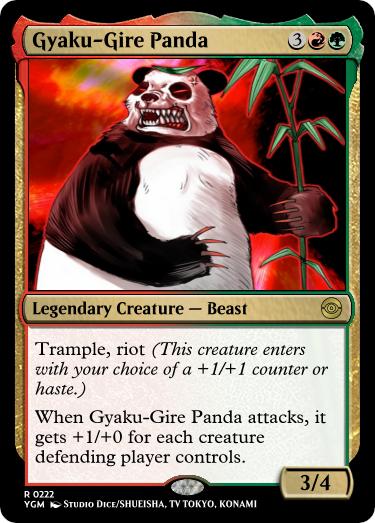 Gyaku-Gire Panda 3
Legendary Creature — Beast
Trample, riot (This creature enters
with your choice of a +1/+1 counter or
haste.)
When Gyaku-Gire Panda attacks, it
gets +1/+0 for each creature
defending player controls.
3/4
R 0222
YGM Studio Dice/SHUEISHA, TV TOKYO, KONAMI